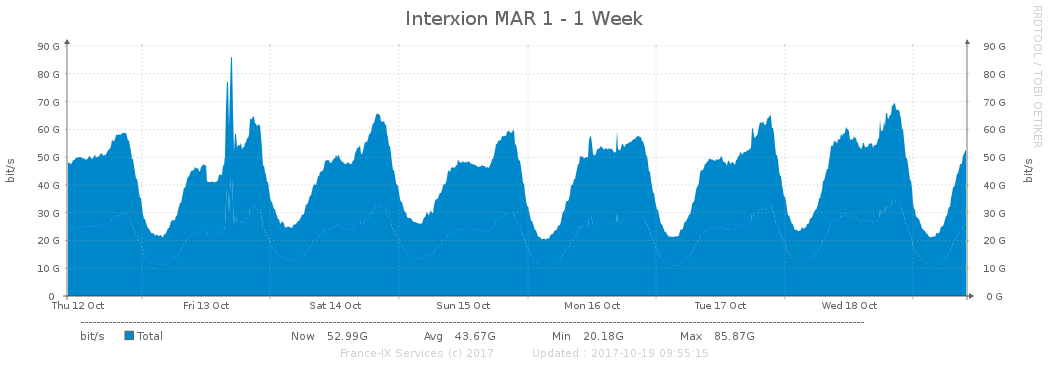 Interxion MAR 1 - 1 Week
RRDTOOL / TOBI OETIKER
bit/s
90 G
80 G
70 G
60 G
50 G
40 G
30 G
20 G
10 G
0
90 G
80 G
70 G
60 G
50 G
40 G
30 G
20 G
10 G
0 G
bit/s
Thu 12 Oct Fri 13 Oct Sat 14 Oct Sun 15 Oct Mon 16 Oct Tue 17 Oct Wed 18 Oct
bit/s Total Now 52.99G Avg 43.67G Min 20.18G Max 85.87G
France-IX Services (c) 2017 Updated : 2017-10-19 09:55:15